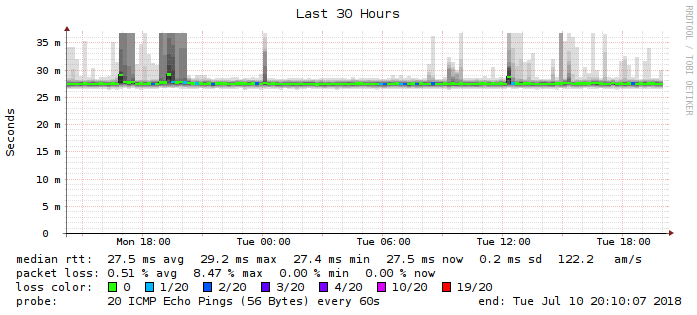 Last 30 Hours
RRDTOOL / TOBI OETIKER
Seconds
35 m
30 m
25 m
20 m
15 m
10 m
5 m
0
Mon 18:00 Tue 00:00 Tue 06:00 Tue 12:00 Tue 18:00
median rtt: 27.5 ms avg 29.2 ms max 27.4 ms min 27.5 ms now 0.2 ms sd 122.2 am/s
packet loss: 0.51 % avg 8.47 % max 0.00 % min 0.00 % now
loss color: 0 1/20 2/20 3/20 4/20 10/20 19/20
probe: 20 ICMP Echo Pings (56 Bytes) every 60s end: Tue Jul 10 20:10:07 2018